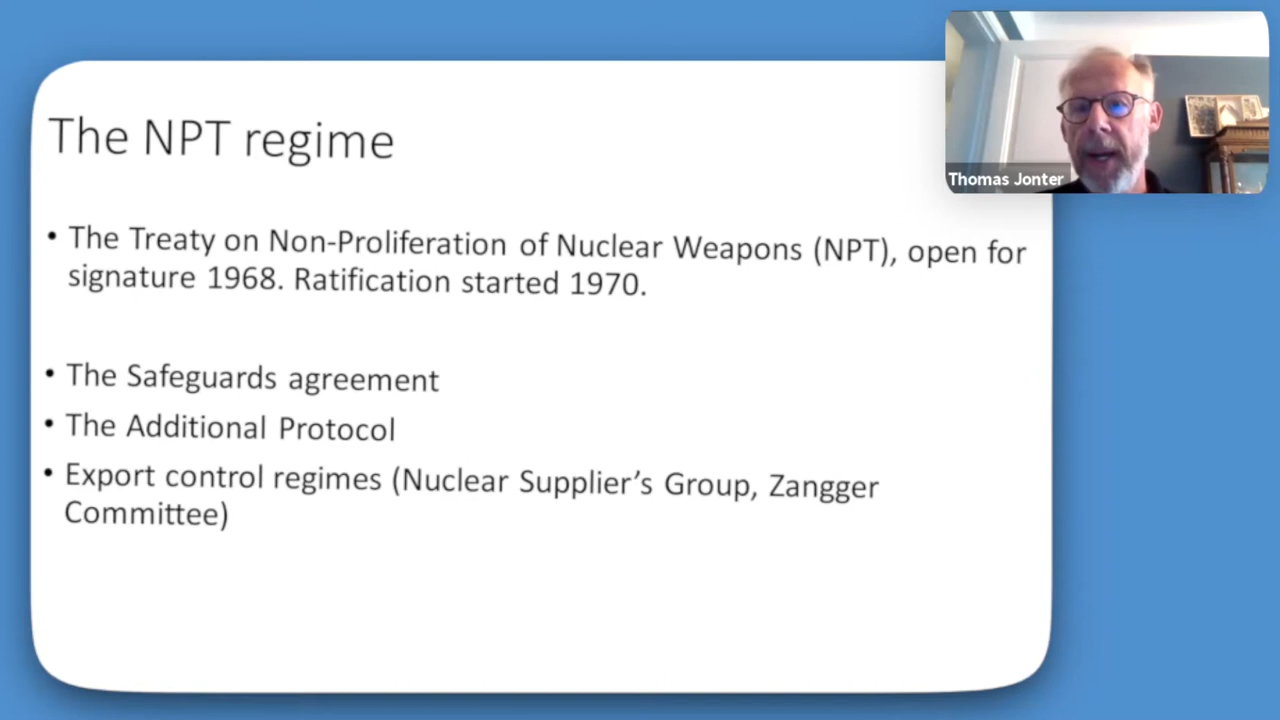 The NPT regime
• The Treaty on Non-Proliferation of Nuclear Weapons (NPT), open for
signature 1968. Ratification started 1970.
• The Safeguards agreement
• The Additional Protocol
• Export control regimes (Nuclear Supplier’s Group, Zangger
Committee)
Thomas Jonter